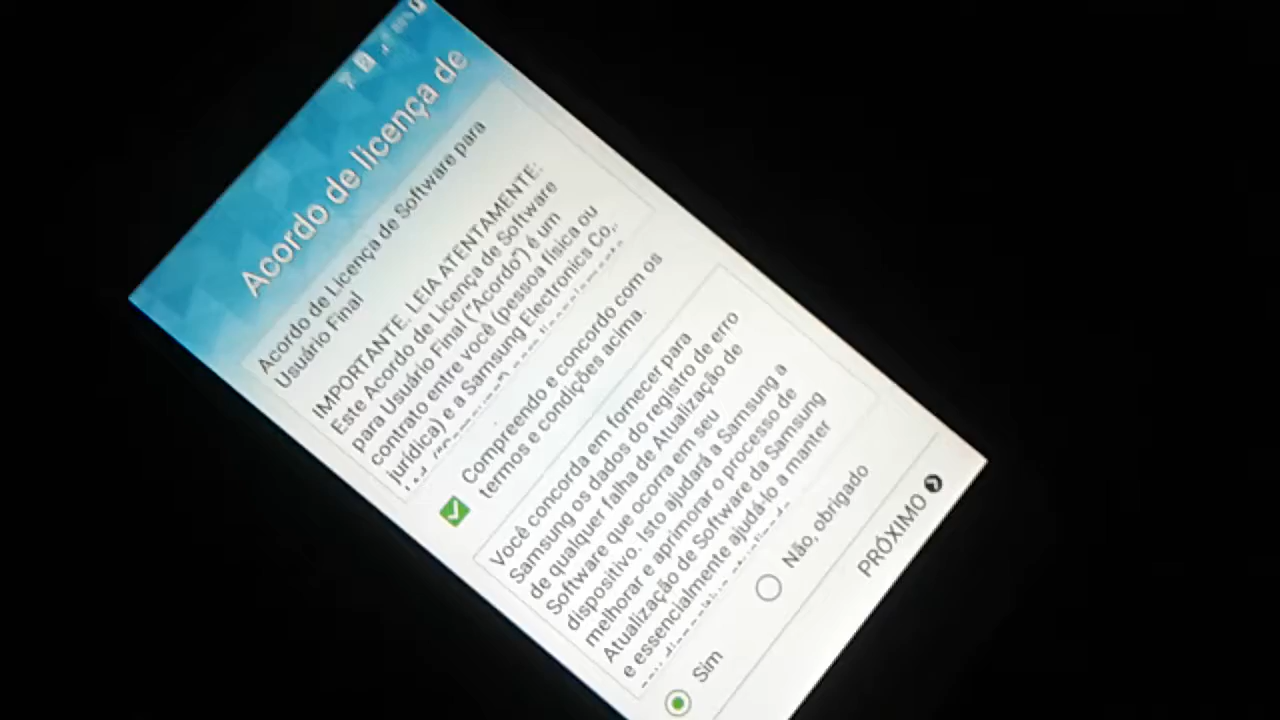 Acordo de licença de
Acordo de Licença de Software para
Usuário Final
IMPORTANTE. LEIA ATENTAMENTE:
Este Acordo de Licença de Software
para Usuário Final ("Acordo") é um
contrato entre você (pessoa física ou
jurídica) e a Samsung Electronics Co,.
Compreendo e concordo com os
termos e condições acima.
Você concorda em fornecer para
Samsung os dados do registro de erro
de qualquer falha de Atualização de
Software que ocorra em seu
dispositivo. Isto ajudará a Samsung a
melhorar e aprimorar o processo de
Atualização de Software da Samsung
e essencialmente ajudá-lo a manter
Sim
Não, obrigado
PRÓXIMO